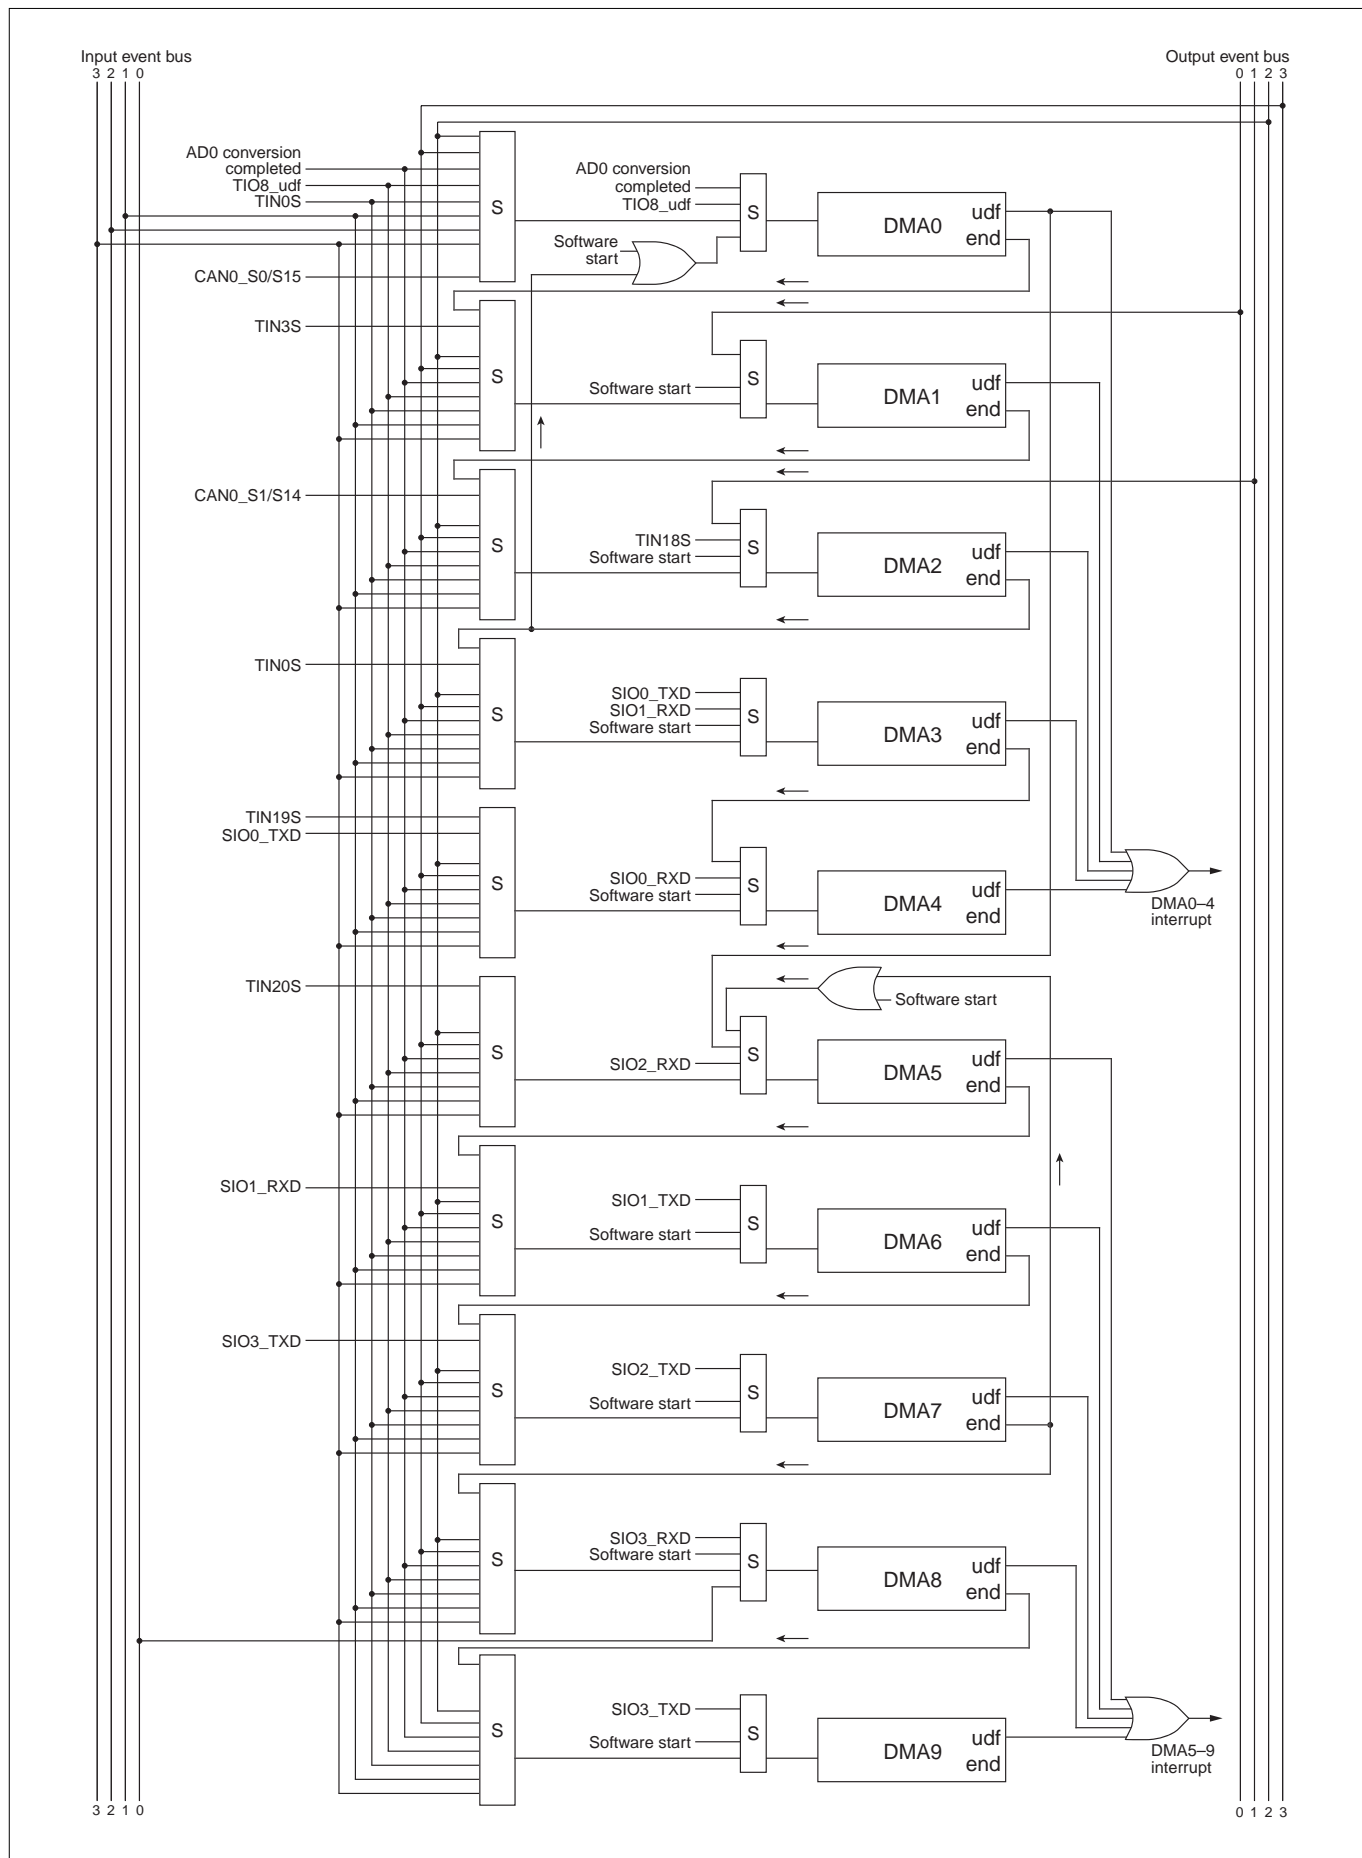 Input event bus
3 2 1 0
Output event bus
0 1 2 3
AD0 conversion
completed
TIO8_udf
TIN0S
S
CAN0_S0/S15
AD0 conversion
completed
TIO8_udf
S
Software
start
DMA0
udf
end
TIN3S
S
Software start
S
DMA1
udf
end
CAN0_S1/S14
S
TIN18S
Software start
S
DMA2
udf
end
TIN0S
S
SIO0_TXD
SIO1_RXD
Software start
S
DMA3
udf
end
TIN19S
SIO0_TXD
S
SIO0_RXD
Software start
S
DMA4
udf
end
DMA0–4
interrupt
TIN20S
S
Software start
SIO2_RXD
S
DMA5
udf
end
SIO1_RXD
S
SIO1_TXD
Software start
S
DMA6
udf
end
SIO3_TXD
S
SIO2_TXD
Software start
S
DMA7
udf
end
S
SIO3_RXD
Software start
S
DMA8
udf
end
S
SIO3_TXD
Software start
S
DMA9
udf
end
DMA5–9
interrupt
3 2 1 0
0 1 2 3